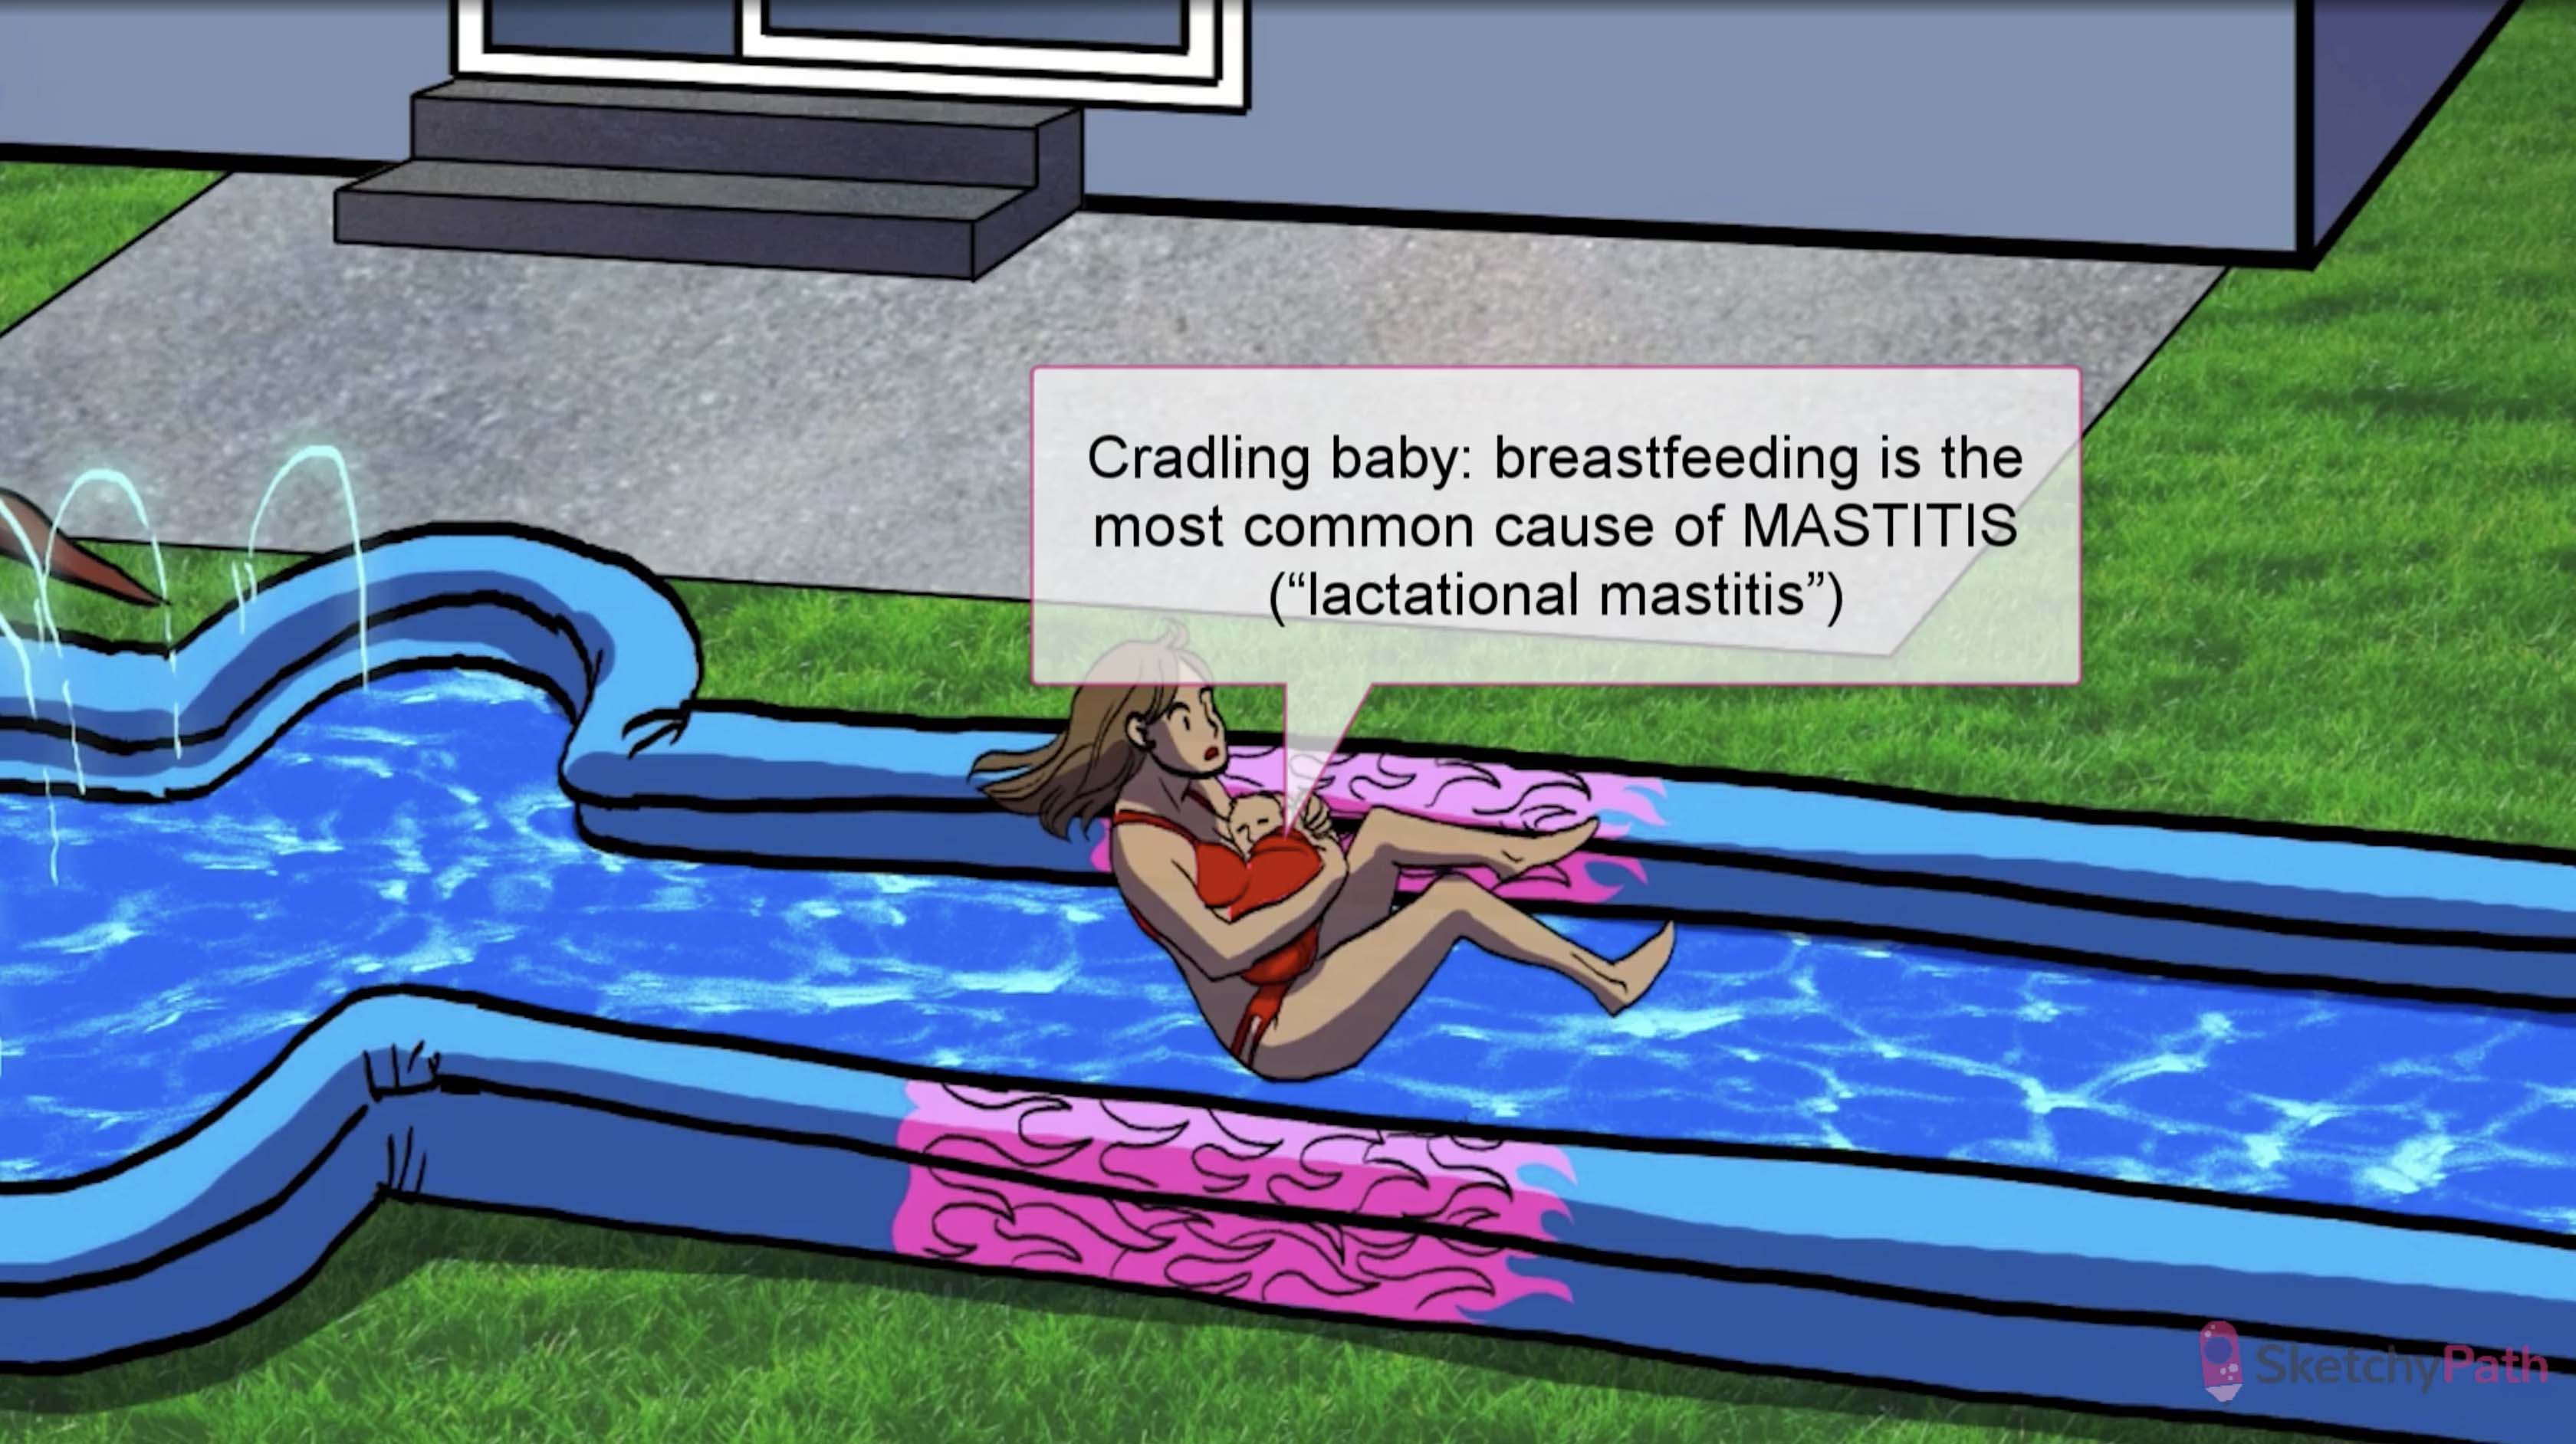 Cradling baby: breastfeeding is the
most common cause of MASTITIS
(“lactational mastitis”)
SketchyPath